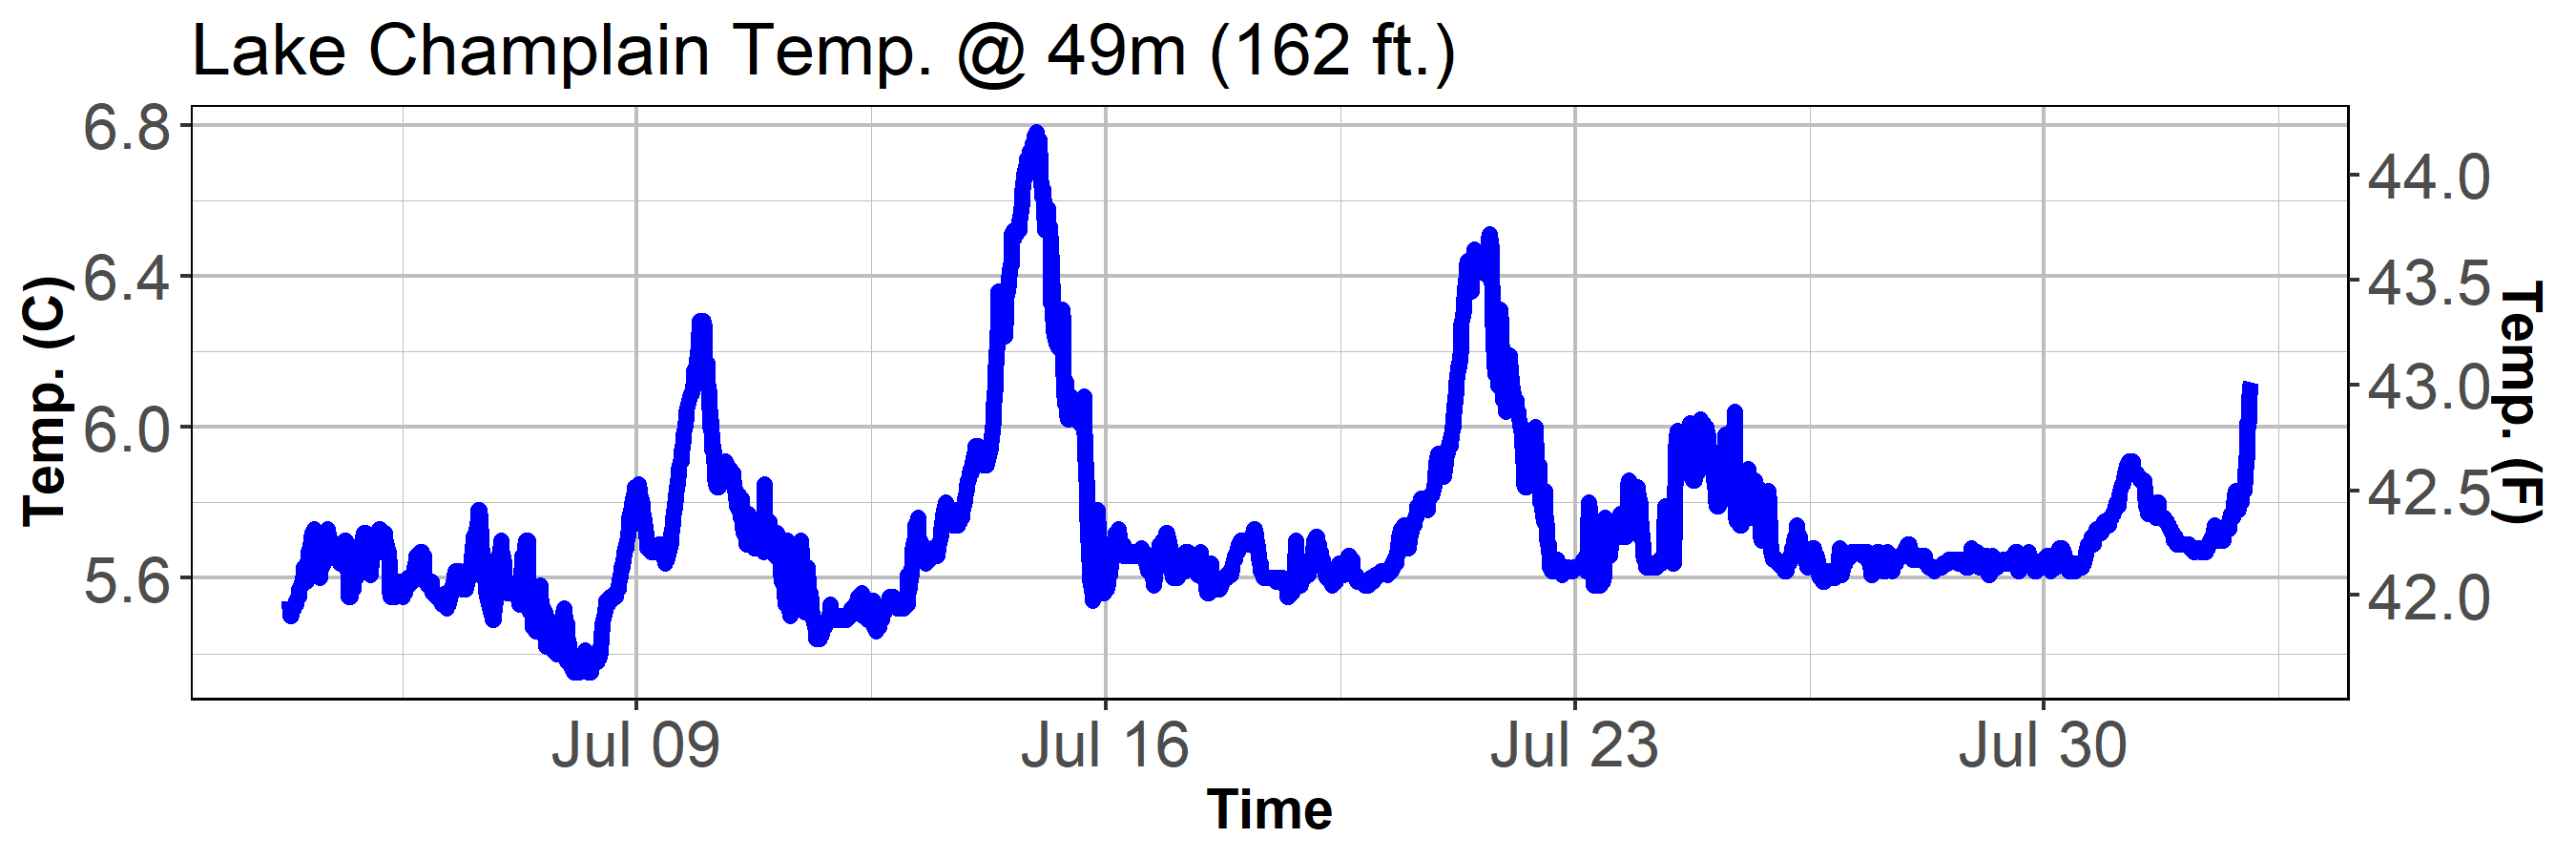 Lake Champlain Temp. @ 49m (162 ft.)
6.8
6.4
6.0
5.6
Temp. (C)
44.0
43.5
43.0
42.5
42.0
Temp. (F)
Jul 09 Jul 16 Jul 23 Jul 30
Time